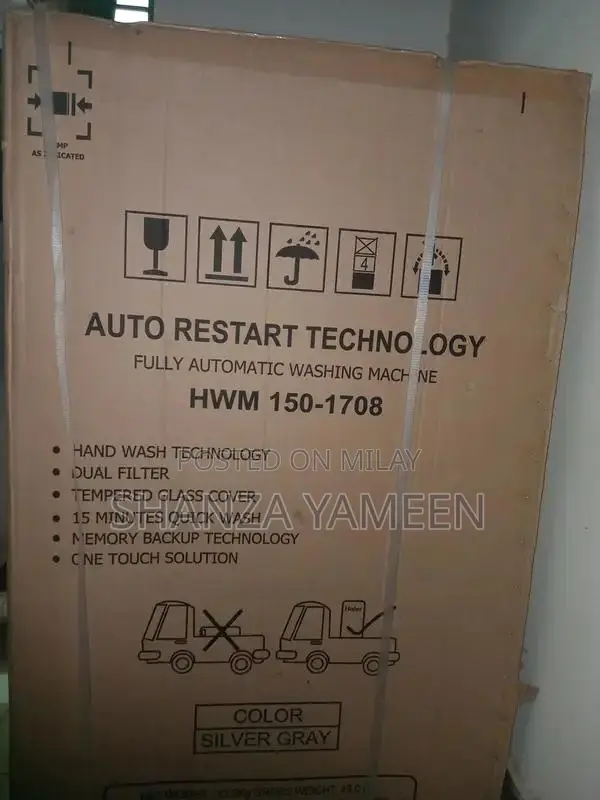 AS INDICATED
4
AUTO RESTART TECHNOLOGY
FULLY AUTOMATIC WASHING MACHINE
HWM 150-1708
• HAND WASH TECHNOLOGY
• DUAL FILTER
• TEMPERED GLASS COVER
• 15 MINUTES QUICK WASH
• MEMORY BACKUP TECHNOLOGY
• ONE TOUCH SOLUTION
POSTED ON MILAY
SHANZA YAMEEN
Haier
COLOR
SILVER GRAY
WEIGHT